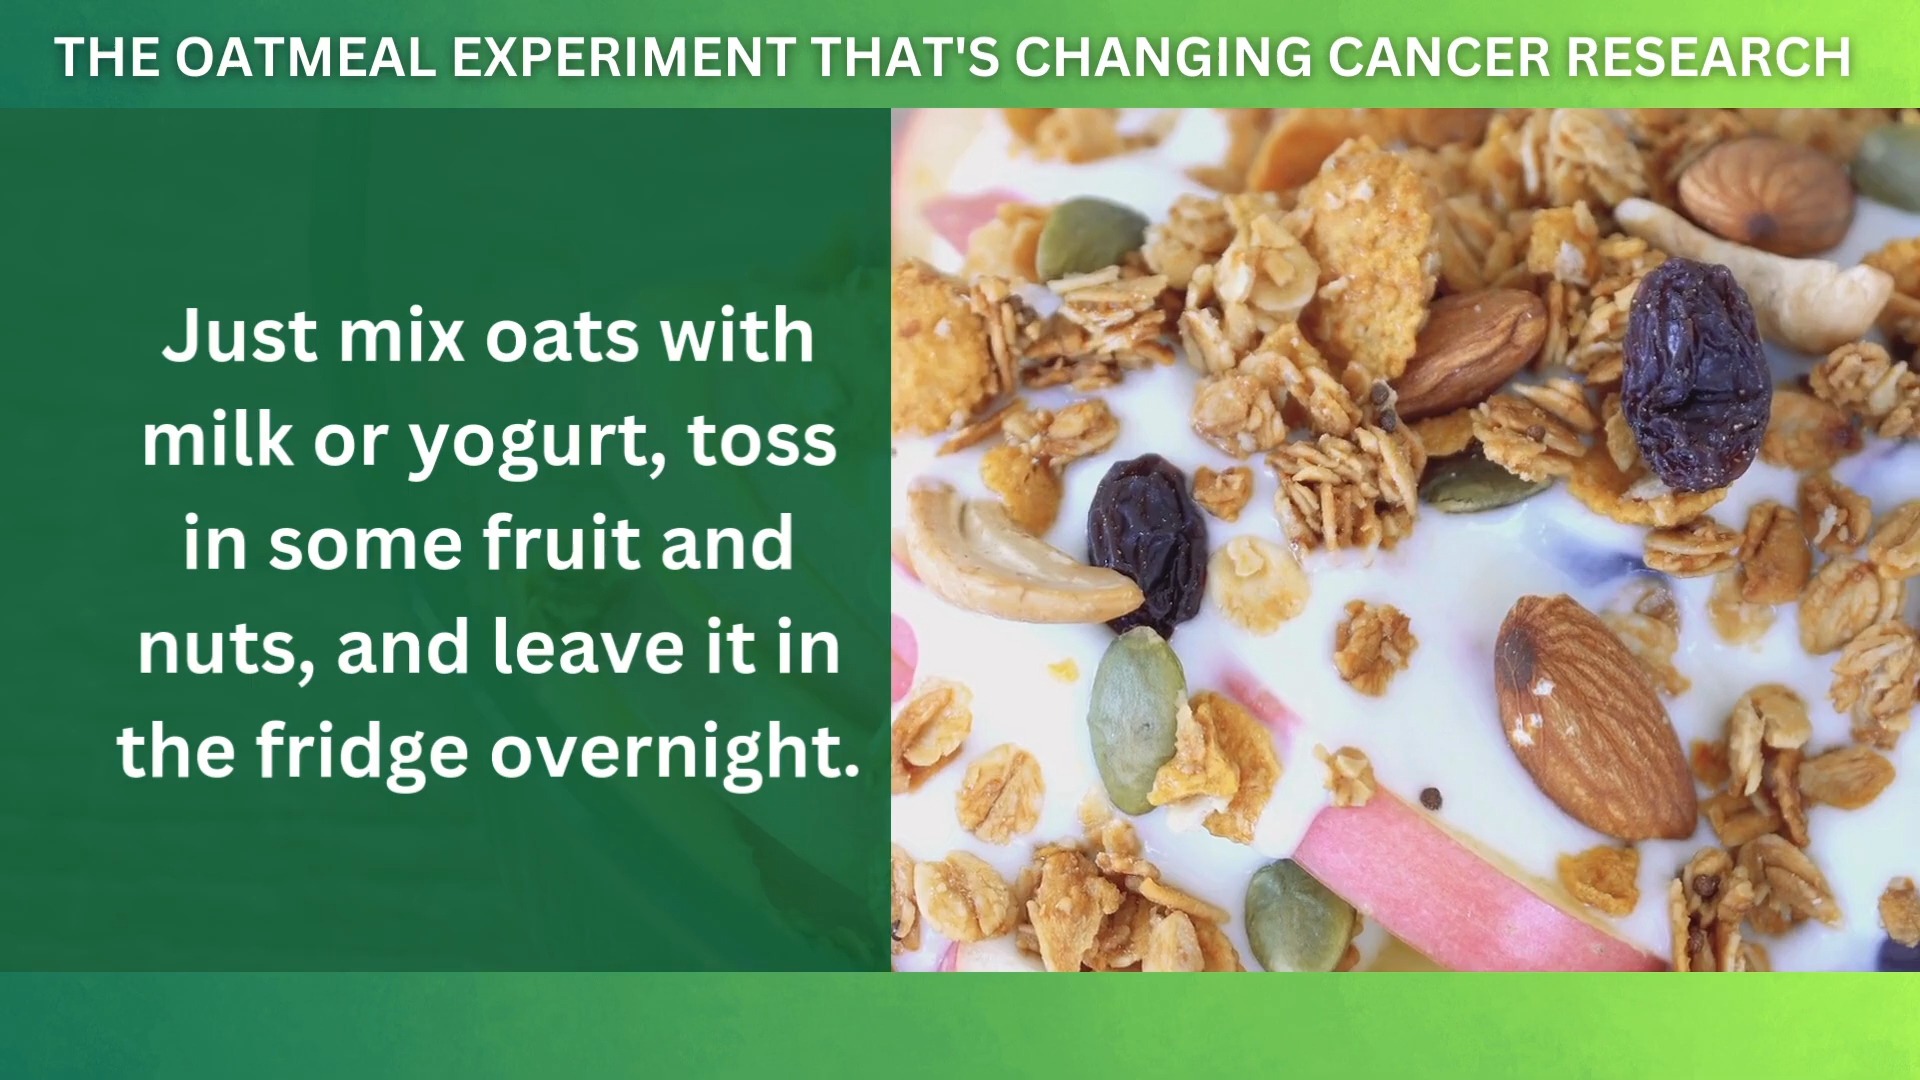 THE OATMEAL EXPERIMENT THAT'S CHANGING CANCER RESEARCH
Just mix oats with
milk or yogurt, toss
in some fruit and
nuts, and leave it in
the fridge overnight.